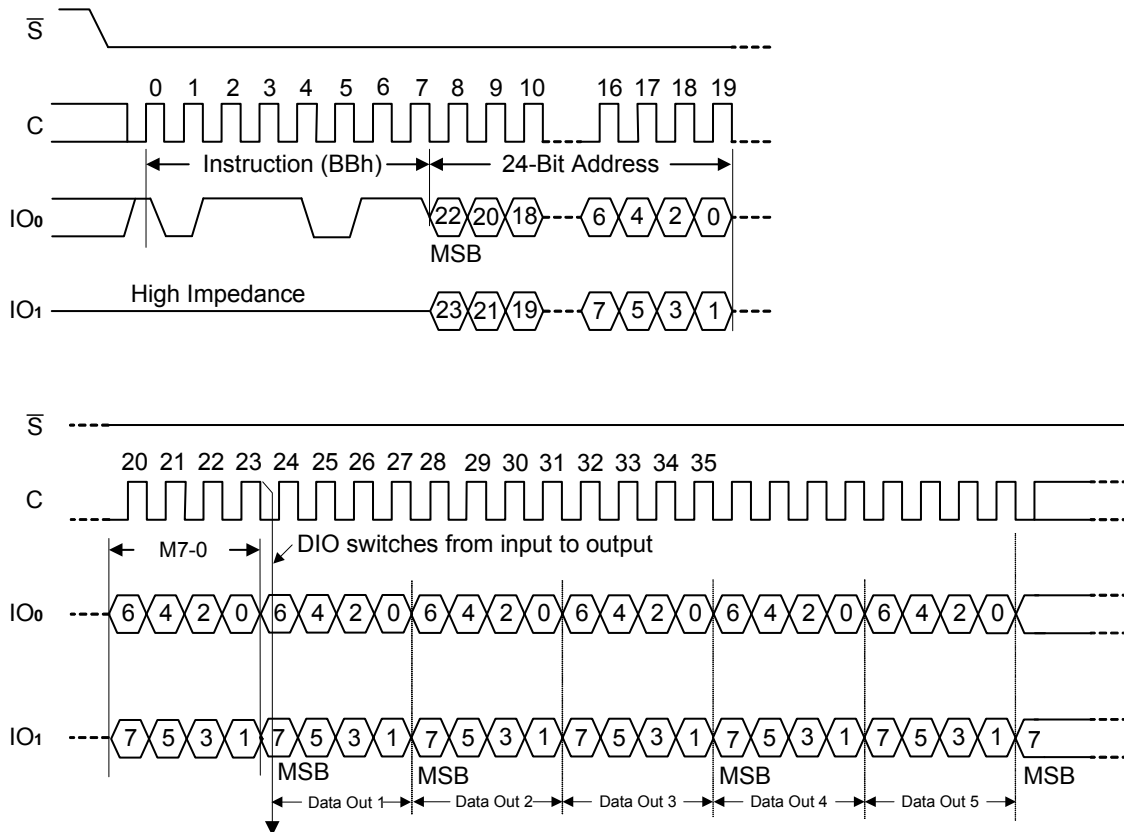 S
0 1 2 3 4 5 6 7 8 9 10 16 17 18 19
C
Instruction (BBh) 24-Bit Address
IO0 22 20 18 6 4 2 0
MSB
High Impedance
IO1 23 21 19 7 5 3 1
S
20 21 22 23 24 25 26 27 28 29 30 31 32 33 34 35
C
M7-0 DIO switches from input to output
IO0 6 4 2 0 6 4 2 0 6 4 2 0 6 4 2 0 6 4 2 0 6 4 2 0
IO1 7 5 3 1 7 5 3 1 7 5 3 1 7 5 3 1 7 5 3 1 7 5 3 1 7
MSB MSB MSB MSB
Data Out 1 Data Out 2 Data Out 3 Data Out 4 Data Out 5